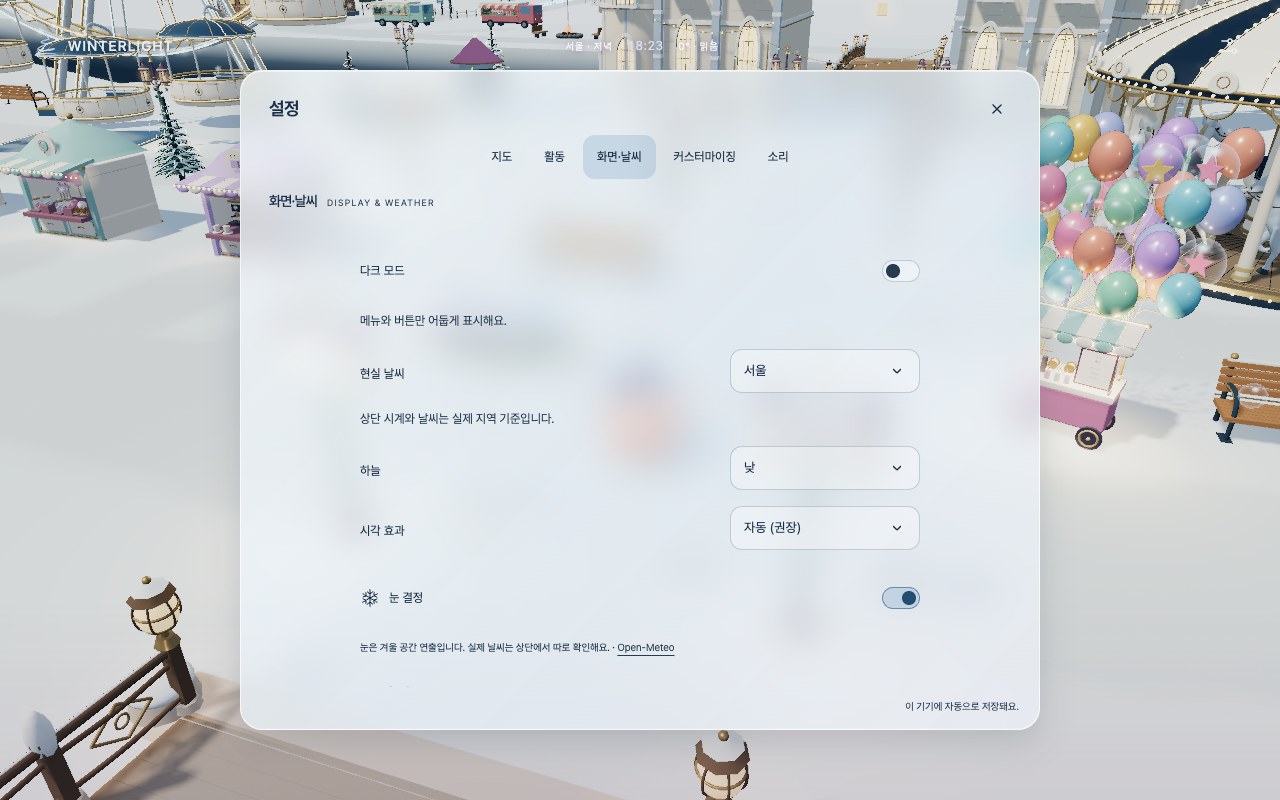 WINTERLIGHT
서울 · 저녁 18:23 맑음
설정
지도 활동 화면·날씨 커스터마이징 소리
화면·날씨 DISPLAY & WEATHER
다크 모드
메뉴와 버튼만 어둡게 표시해요.
현실 날씨 서울
상단 시계와 날씨는 실제 지역 기준입니다.
하늘 낮
시각 효과 자동 (권장)
눈 결정
눈은 겨울 공간 연출입니다. 실제 날씨는 상단에서 따로 확인해요. · Open-Meteo
이 기기에 자동으로 저장돼요.